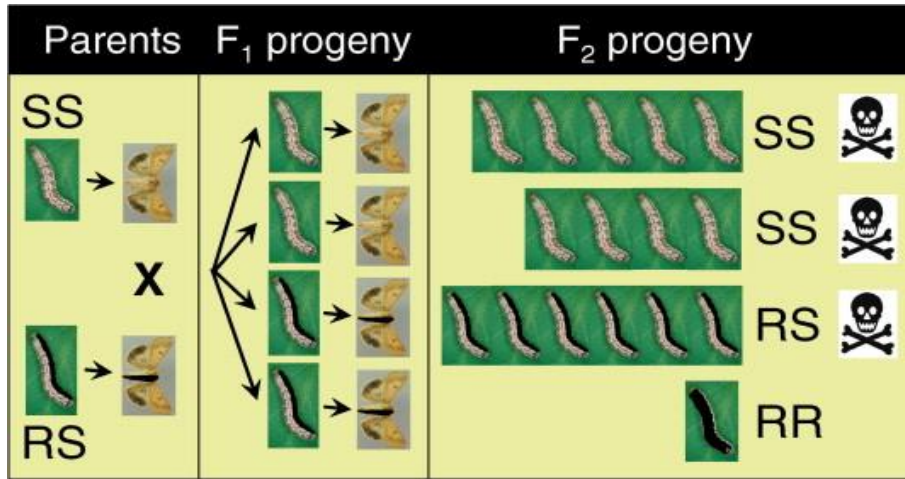 Parents
F₁ progeny
F₂ progeny
SS
X
RS
SS
SS
RS
RR